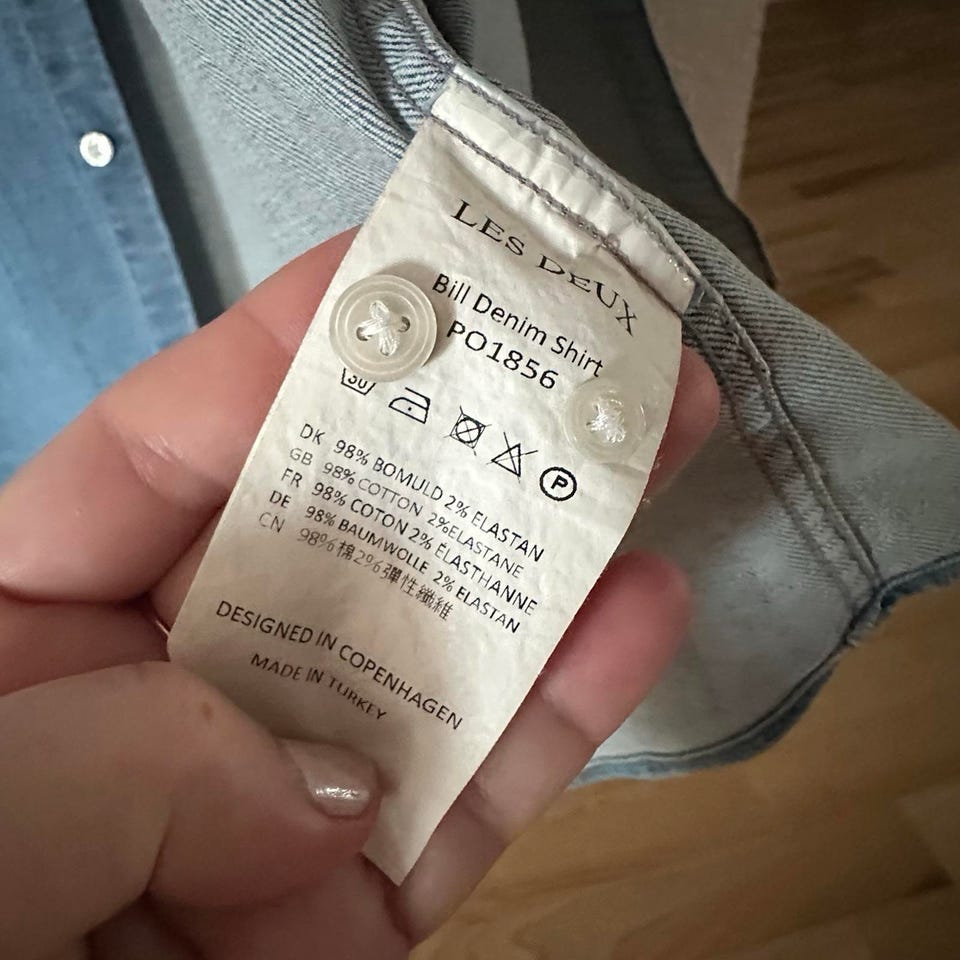 LES DEUX
Bill Denim Shirt
PO1856
30
P
DK 98% BOMULD 2% ELASTAN
GB 98% COTTON 2%ELASTANE
FR 98% COTON 2% ELASTHANNE
DE 98% BAUMWOLLE 2% ELASTAN
CN 98%棉2%彈性纖維
DESIGNED IN COPENHAGEN
MADE IN TURKEY